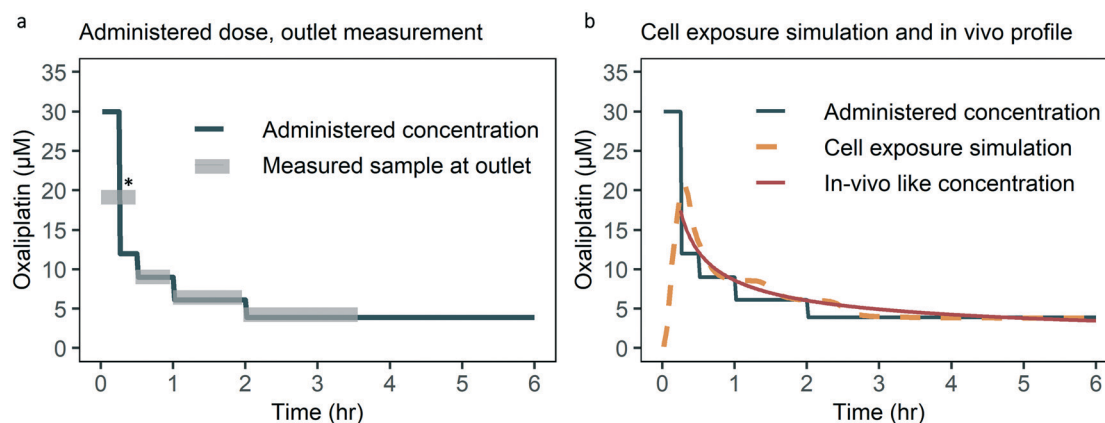 a
Administered dose, outlet measurement
Oxaliplatin (µM)
35
30
25
20
15
10
5
0
Administered concentration
Measured sample at outlet
*
0 1 2 3 4 5 6
Time (hr)
b
Cell exposure simulation and in vivo profile
Oxaliplatin (µM)
35
30
25
20
15
10
5
0
Administered concentration
Cell exposure simulation
In-vivo like concentration
0 1 2 3 4 5 6
Time (hr)